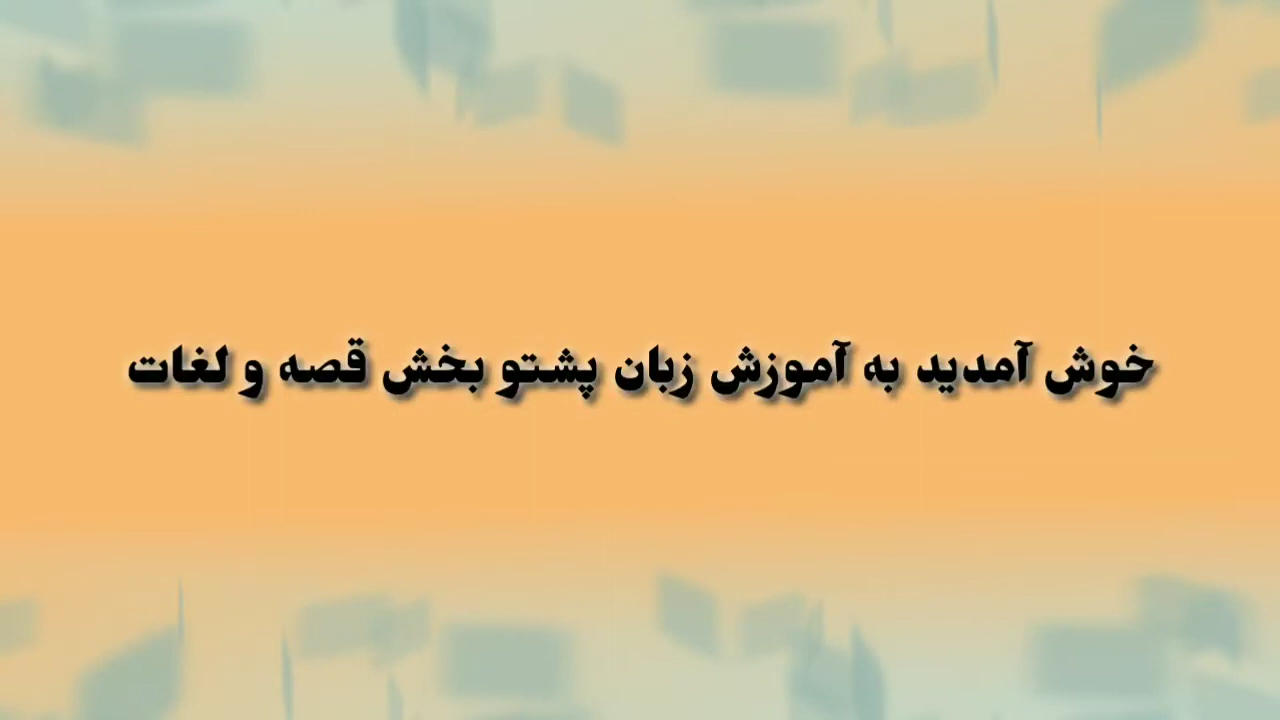 خوش آمدید به آموزش زبان پشتو بخش قصه و لغات